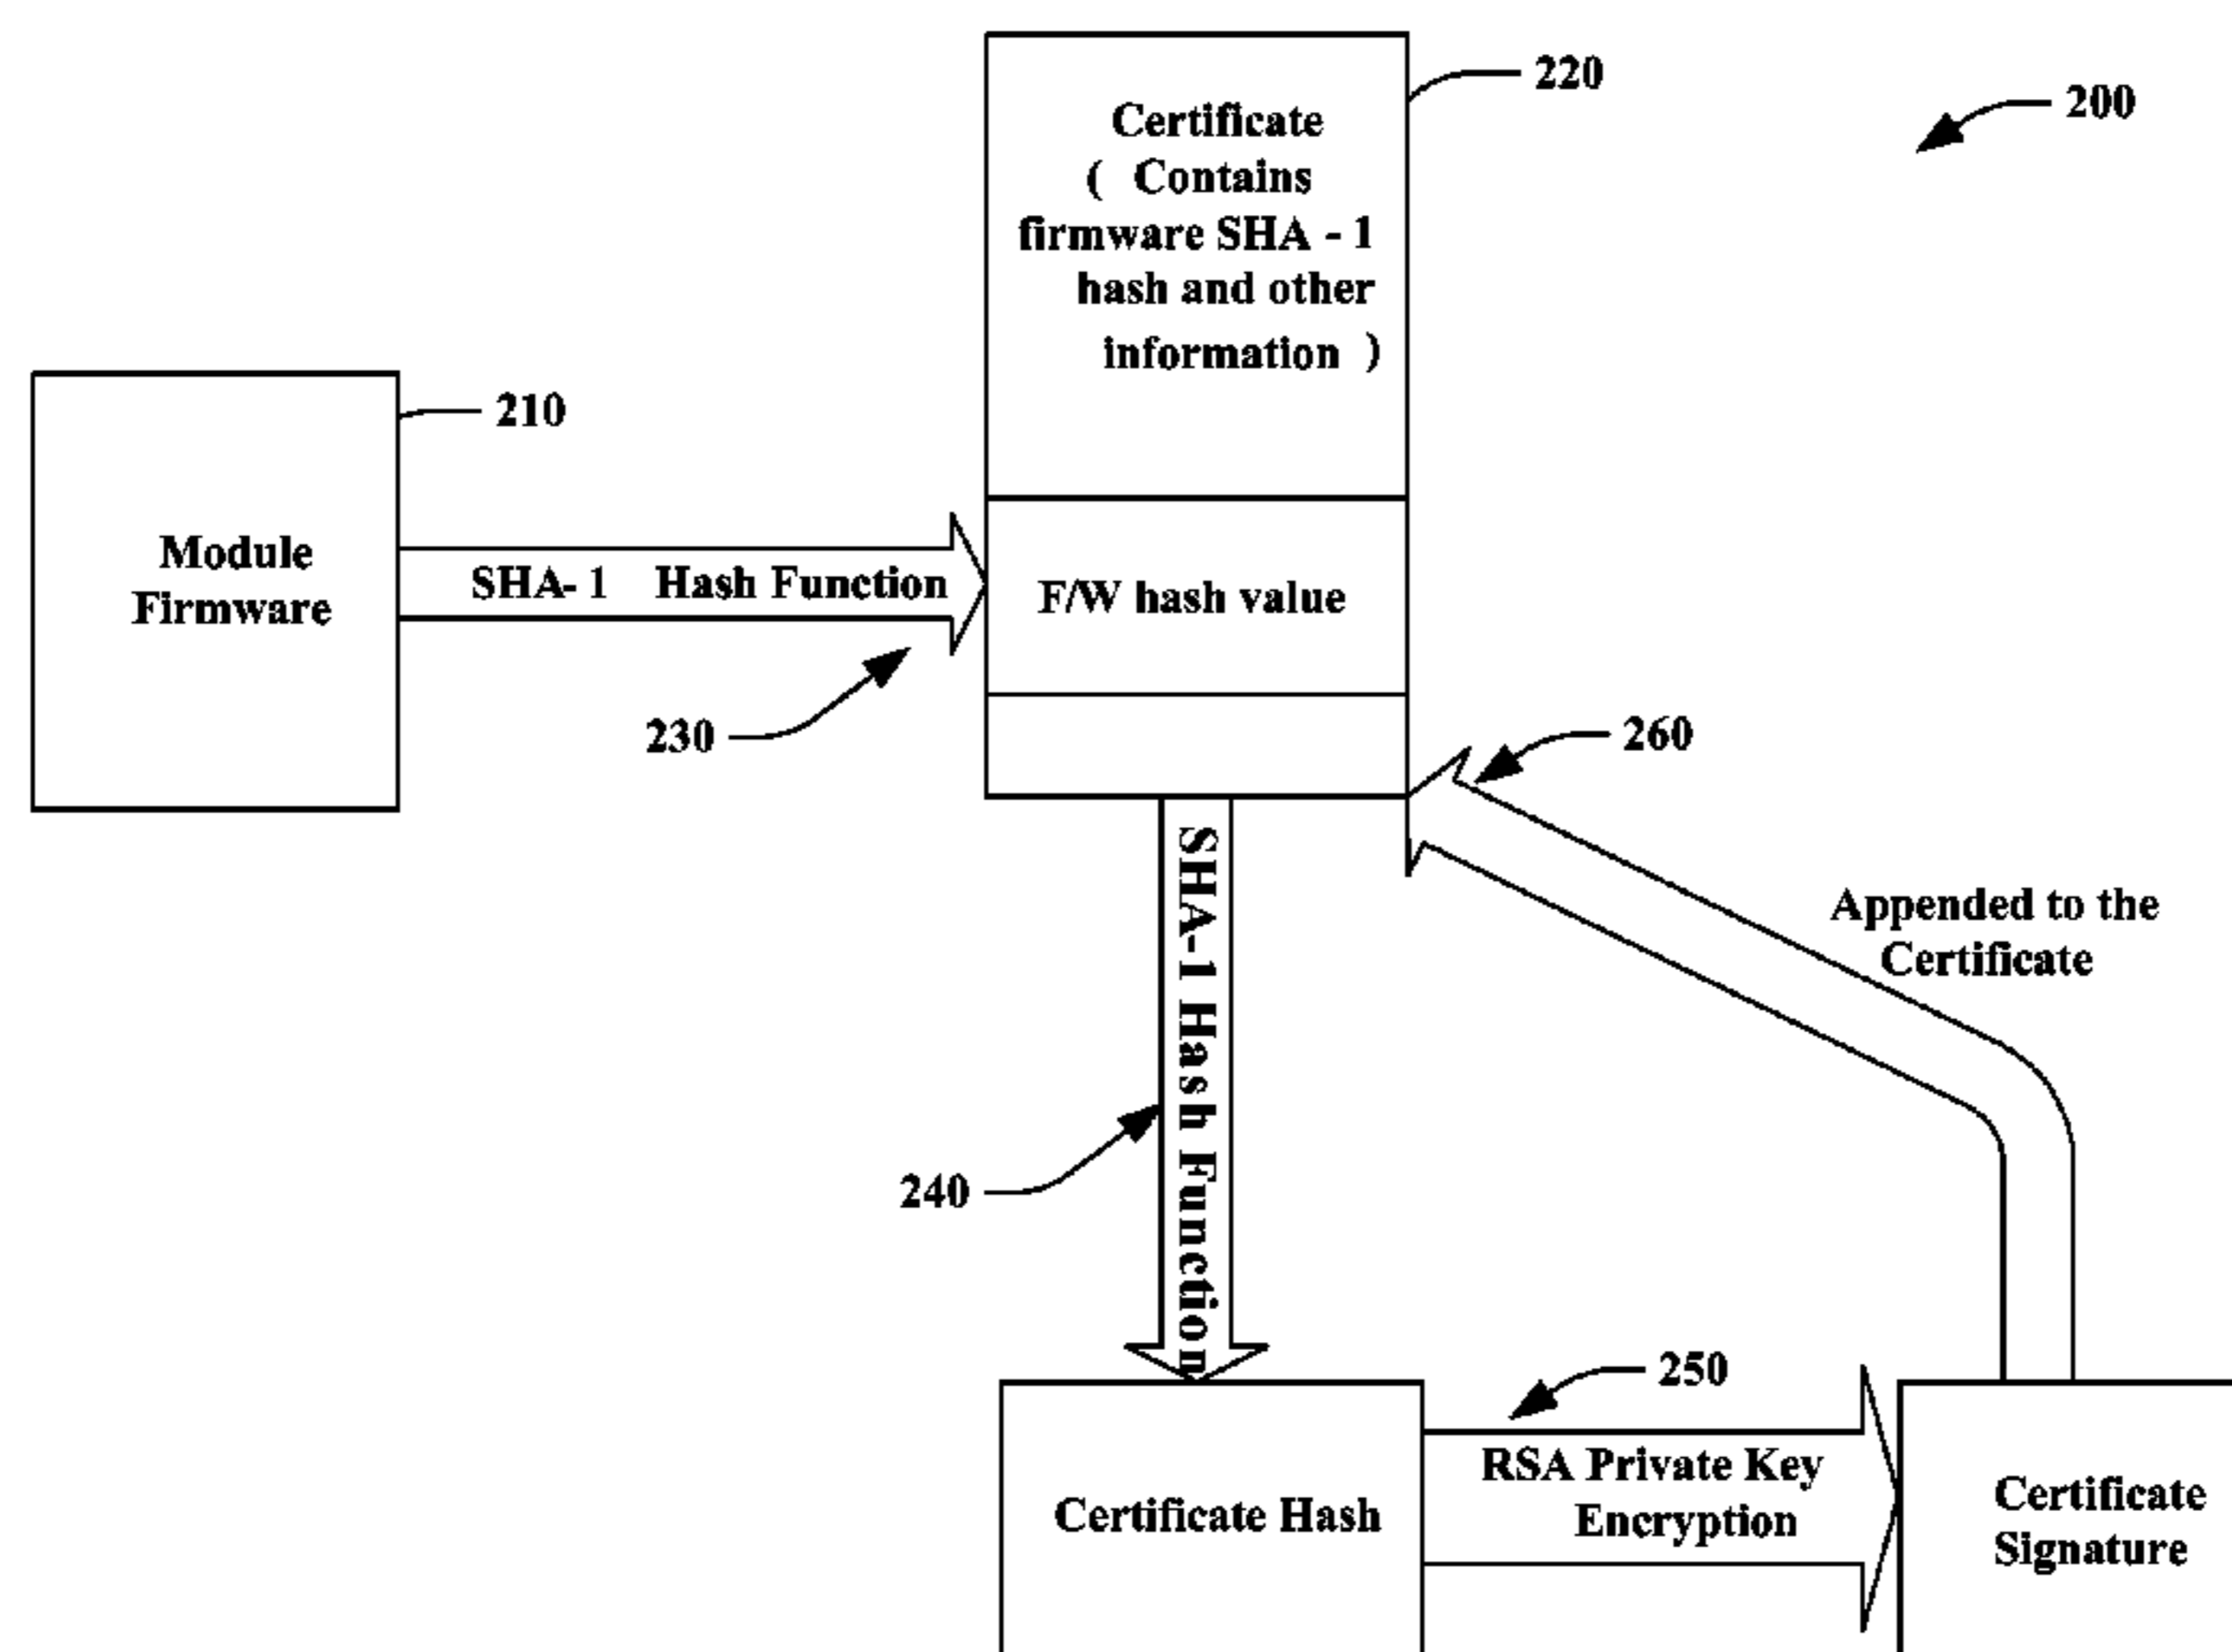 220
200
Certificate
( Contains
firmware SHA - 1
hash and other
information )
210
Module
Firmware
SHA- 1 Hash Function
F/W hash value
230
260
SHA-1 Hash Function
Appended to the
Certificate
240
250
RSA Private Key
Encryption
Certificate Hash
Certificate
Signature